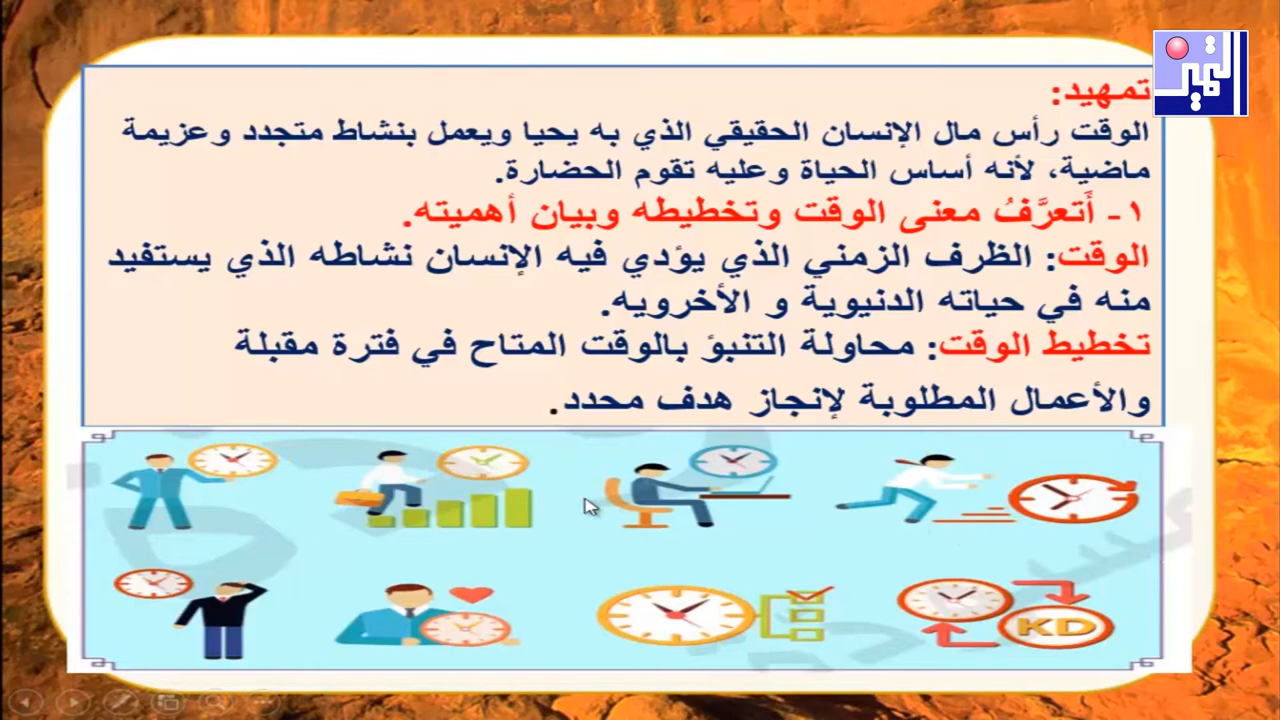 التميز
تمهيد:
الوقت رأس مال الإنسان الحقيقي الذي به يحيا ويعمل بنشاط متجدد وعزيمة
ماضية، لأنه أساس الحياة وعليه تقوم الحضارة.
١- أَتعرَّفُ معنى الوقت وتخطيطه وبيان أهميته.
الوقت: الظرف الزمني الذي يؤدي فيه الإنسان نشاطه الذي يستفيد
منه في حياته الدنيوية و الأخرويه.
تخطيط الوقت: محاولة التنبؤ بالوقت المتاح في فترة مقبلة
والأعمال المطلوبة لإنجاز هدف محدد.
KD